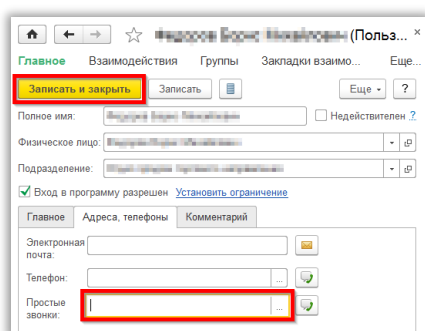 (Польз...
Главное Взаимодействия Группы Закладки взаимо... Еще...
Записать и закрыть Записать Еще ?
Полное имя: Недействителен ?
Физическое лицо:
Подразделение:
Вход в программу разрешен Установить ограничение
Главное Адреса, телефоны Комментарий
Электронная
почта:
Телефон: ...
Простые
звонки: ...